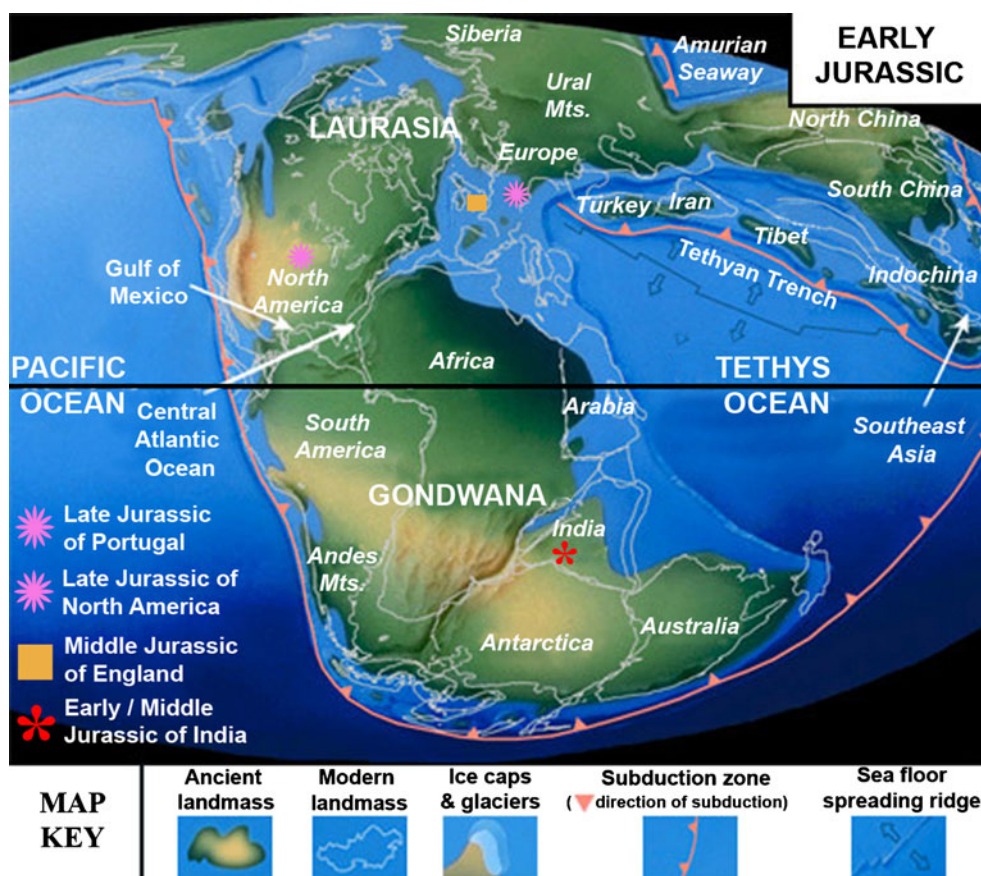 EARLY
JURASSIC
Siberia
Amurian
Seaway
Ural
Mts.
North China
LAURASIA
Europe
South China
Turkey
Iran
Tibet
Gulf of
Mexico
North
America
Tethyan Trench
Indochina
PACIFIC
OCEAN
Africa
TETHYS
OCEAN
Central
Atlantic
Ocean
South
America
Arabia
Southeast
Asia
GONDWANA
India
Andes
Mts.
Antarctica
Australia
Late Jurassic
of Portugal
Late Jurassic of
North America
Middle Jurassic
of England
Early / Middle
Jurassic of India
MAP
KEY
Ancient
landmass
Modern
landmass
Ice caps
& glaciers
Subduction zone
( direction of subduction)
Sea floor
spreading ridge